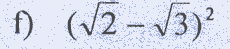 f) (√2 − √3)²